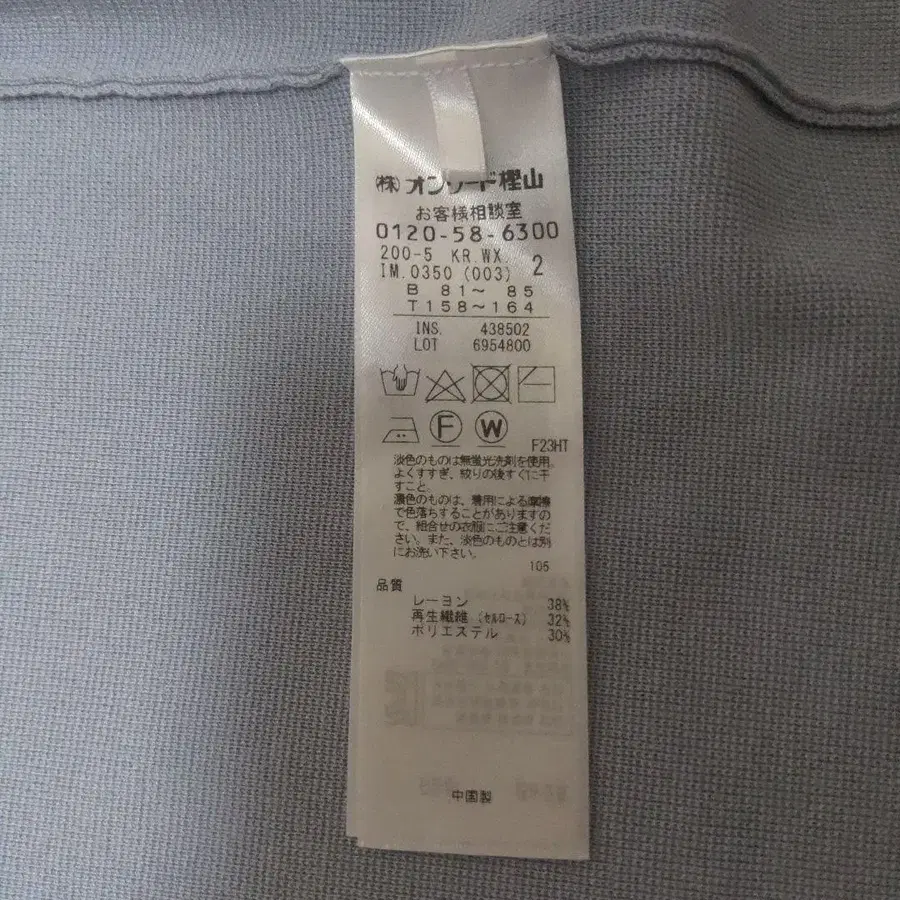 ㈱オンワード樫山
お客様相談室
0120-58-6300
200-5 KR.WX. 2
IM.0350 (003)
B 81～ 85
T158～164
INS. 438502
LOT 6954800
F
W
F23HT
淡色のものは無蛍光洗剤を使用。
よくすすぎ、絞りの後すぐに干
すこと。
濃色のものは、着用による摩擦
で色落ちすることがありますの
で、組合せの衣服にご注意くだ
さい。また、淡色のものとは別
にお洗い下さい。
105
品質
レーヨン 38%
再生繊維（セルロース） 32%
ポリエステル 30%
中国製